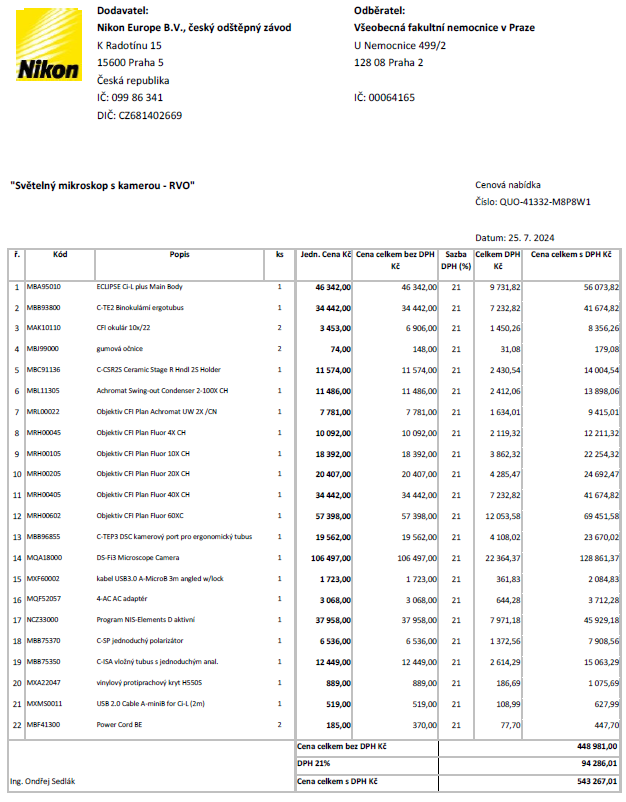 Nikon
Dodavatel:
Nikon Europe B.V., český odštěpný závod
K Radotínu 15
15600 Praha 5
Česká republika
IČ: 099 86 341
DIČ: CZ681402669
Odběratel:
Všeobecná fakultní nemocnice v Praze
U Nemocnice 499/2
128 08 Praha 2
IČ: 00064165
"Světelný mikroskop s kamerou - RVO"
Cenová nabídka
Číslo: QUO-41332-M8P8W1
Datum: 25. 7. 2024
ř. Kód Popis ks Jedn. Cena Kč Cena celkem bez DPH Kč Sazba DPH (%) Celkem DPH Kč Cena celkem s DPH Kč
1 MBA95010 ECLIPSE Ci-L plus Main Body 1 46 342,00 46 342,00 21 9 731,82 56 073,82
2 MBB93800 C-TE2 Binokulární ergotubus 1 34 442,00 34 442,00 21 7 232,82 41 674,82
3 MAK10110 CFI okulár 10x/22 2 3 453,00 6 906,00 21 1 450,26 8 356,26
4 MBJ99000 gumová očnice 2 74,00 148,00 21 31,08 179,08
5 MBC91136 C-CSR2S Ceramic Stage R Hndl 2S Holder 1 11 574,00 11 574,00 21 2 430,54 14 004,54
6 MBL11305 Achromat Swing-out Condenser 2-100X CH 1 11 486,00 11 486,00 21 2 412,06 13 898,06
7 MRL00022 Objektiv CFI Plan Achromat UW 2X /CN 1 7 781,00 7 781,00 21 1 634,01 9 415,01
8 MRH00045 Objektiv CFI Plan Fluor 4X CH 1 10 092,00 10 092,00 21 2 119,32 12 211,32
9 MRH00105 Objektiv CFI Plan Fluor 10X CH 1 18 392,00 18 392,00 21 3 862,32 22 254,32
10 MRH00205 Objektiv CFI Plan Fluor 20X CH 1 20 407,00 20 407,00 21 4 285,47 24 692,47
11 MRH00405 Objektiv CFI Plan Fluor 40X CH 1 34 442,00 34 442,00 21 7 232,82 41 674,82
12 MRH00602 Objektiv CFI Plan Fluor 60XC 1 57 398,00 57 398,00 21 12 053,58 69 451,58
13 MBB96855 C-TEP3 DSC kamerový port pro ergonomický tubus 1 19 562,00 19 562,00 21 4 108,02 23 670,02
14 MQA18000 DS-Fi3 Microscope Camera 1 106 497,00 106 497,00 21 22 364,37 128 861,37
15 MXF60002 kabel USB3.0 A-MicroB 3m angled w/lock 1 1 723,00 1 723,00 21 361,83 2 084,83
16 MQF52057 4-AC AC adaptér 1 3 068,00 3 068,00 21 644,28 3 712,28
17 NCZ33000 Program NIS-Elements D aktivní 1 37 958,00 37 958,00 21 7 971,18 45 929,18
18 MBB75370 C-SP jednoduchý polarizátor 1 6 536,00 6 536,00 21 1 372,56 7 908,56
19 MBB75350 C-ISA vložný tubus s jednoduchým anal. 1 12 449,00 12 449,00 21 2 614,29 15 063,29
20 MXA22047 vinylový protiprachový kryt H550S 1 889,00 889,00 21 186,69 1 075,69
21 MXMS0011 USB 2.0 Cable A-miniB for Ci-L (2m) 1 519,00 519,00 21 108,99 627,99
22 MBF41300 Power Cord BE 2 185,00 370,00 21 77,70 447,70
Cena celkem bez DPH Kč 448 981,00
DPH 21% 94 286,01
Ing. Ondřej Sedlák Cena celkem s DPH Kč 543 267,01